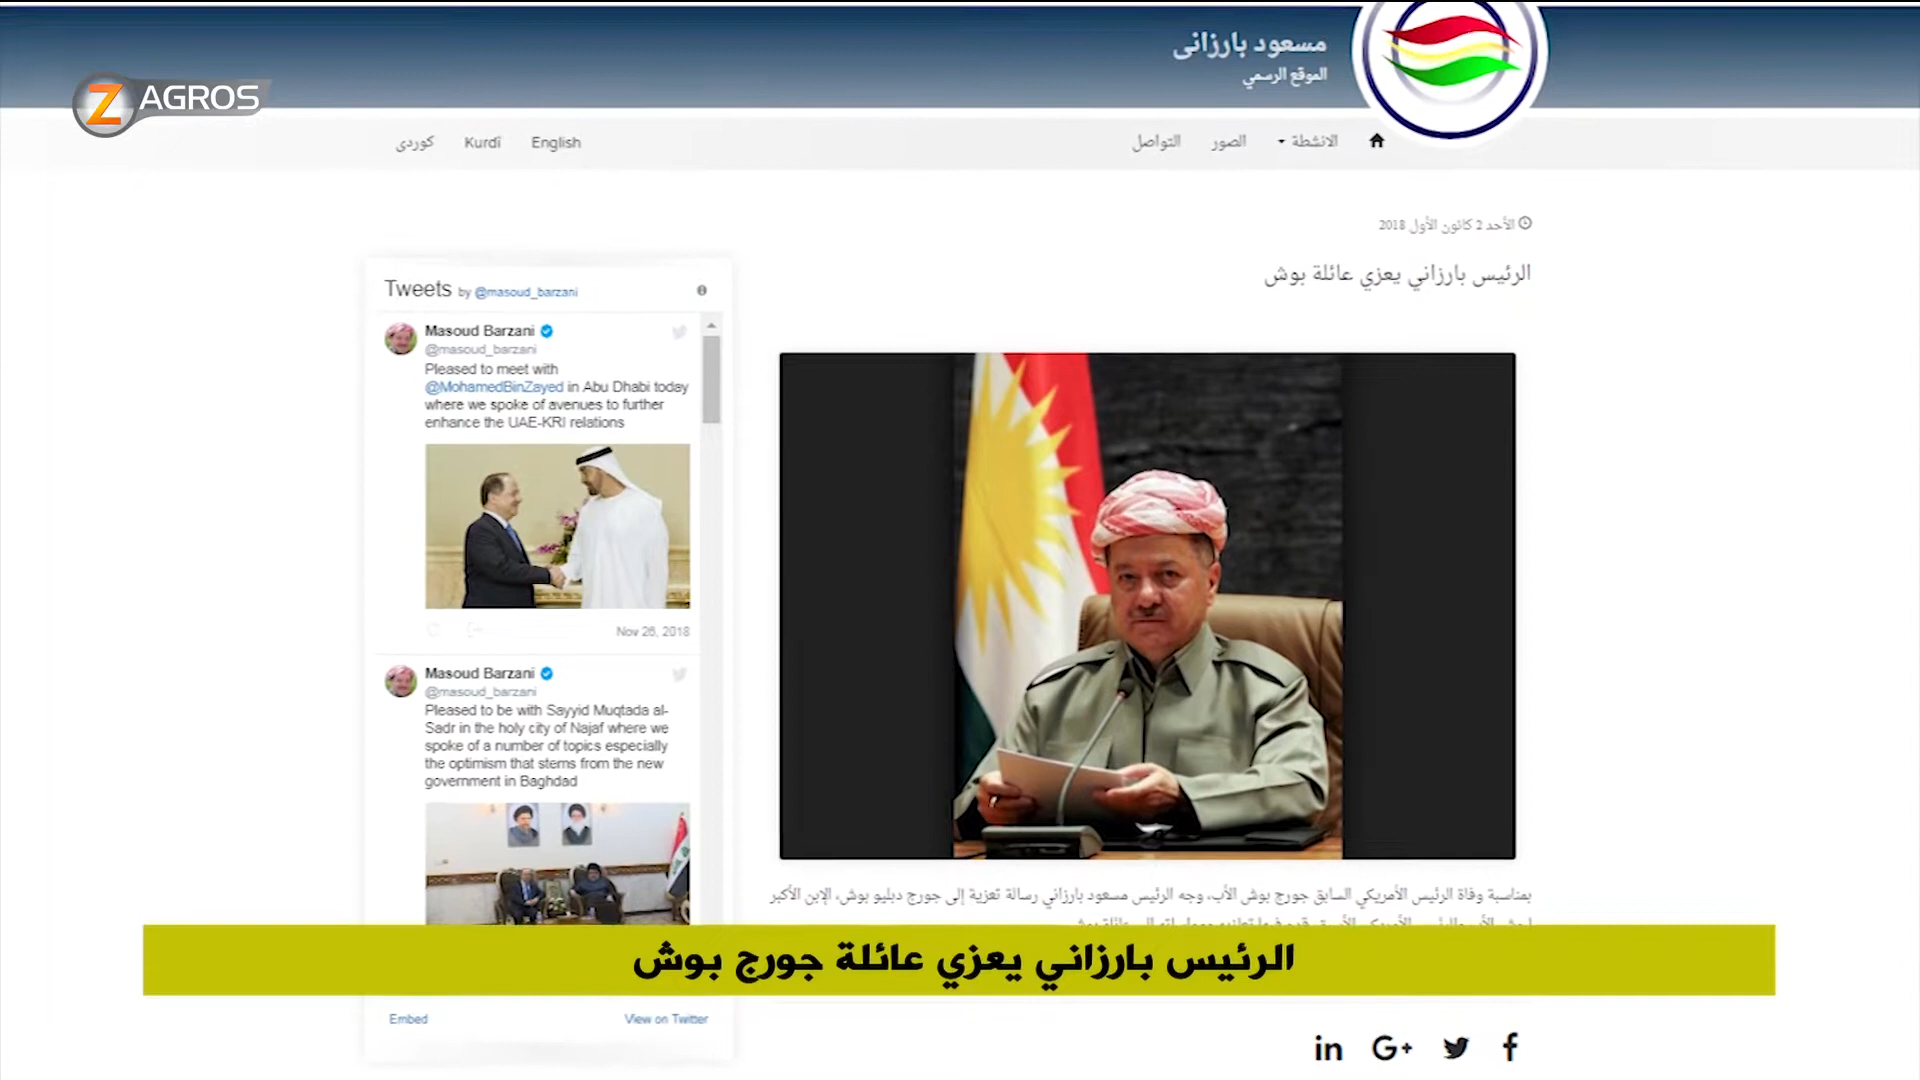 مسعود بارزانى
الموقع الرسمي
ZAGROS
الانشطة
الصور
التواصل
English
Kurdî
كوردى
الأحد 2 كانون الأول 2018
الرئيس بارزاني يعزي عائلة بوش
Tweets by @masoud_barzani
Masoud Barzani
@masoud_barzani
Pleased to meet with
@MohamedBinZayed in Abu Dhabi today
where we spoke of avenues to further
enhance the UAE-KRI relations
Nov 26, 2018
Masoud Barzani
@masoud_barzani
Pleased to be with Sayyid Muqtada al-
Sadr in the holy city of Najaf where we
spoke of a number of topics especially
the optimism that stems from the new
government in Baghdad
بمناسبة وفاة الرئيس الأمريكي السابق جورج بوش الأب، وجه الرئيس مسعود بارزاني رسالة تعزية إلى جورج دبليو بوش، الإبن الأكبر
الرئيس بارزاني يعزي عائلة جورج بوش
Embed
View on Twitter
in G+ f